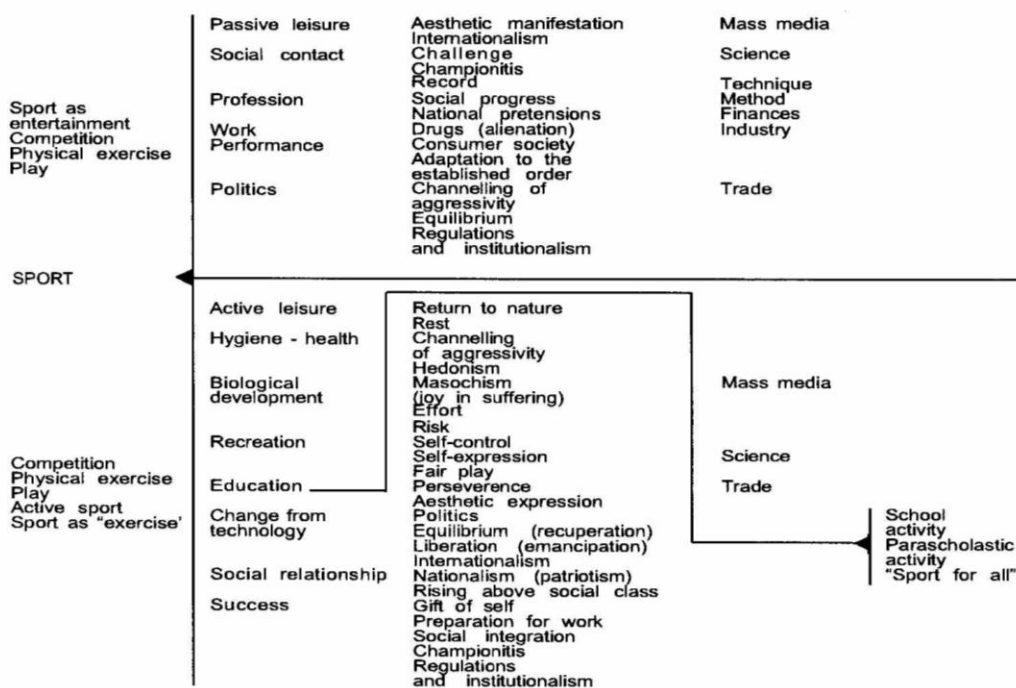 Sport as
entertainment
Competition
Physical exercise
Play
Passive leisure
Social contact
Profession
Work
Performance
Politics
Aesthetic manifestation
Internationalism
Challenge
Championitis
Record
Social progress
National pretensions
Drugs (alienation)
Consumer society
Adaptation to the
established order
Channelling of
aggressivity
Equilibrium
Regulations
and institutionalism
Mass media
Science
Technique
Method
Finances
Industry
Trade
SPORT
Competition
Physical exercise
Play
Active sport
Sport as “exercise’
Active leisure
Hygiene - health
Biological
development
Recreation
Education
Change from
technology
Social relationship
Success
Return to nature
Rest
Channelling
of aggressivity
Hedonism
Masochism
(joy in suffering)
Effort
Risk
Self-control
Self-expression
Fair play
Perseverence
Aesthetic expression
Politics
Equilibrium (recuperation)
Liberation (emancipation)
Internationalism
Nationalism (patriotism)
Rising above social class
Gift of self
Preparation for work
Social integration
Championitis
Regulations
and institutionalism
Mass media
Science
Trade
School
activity
Parascholastic
activity
“Sport for all”